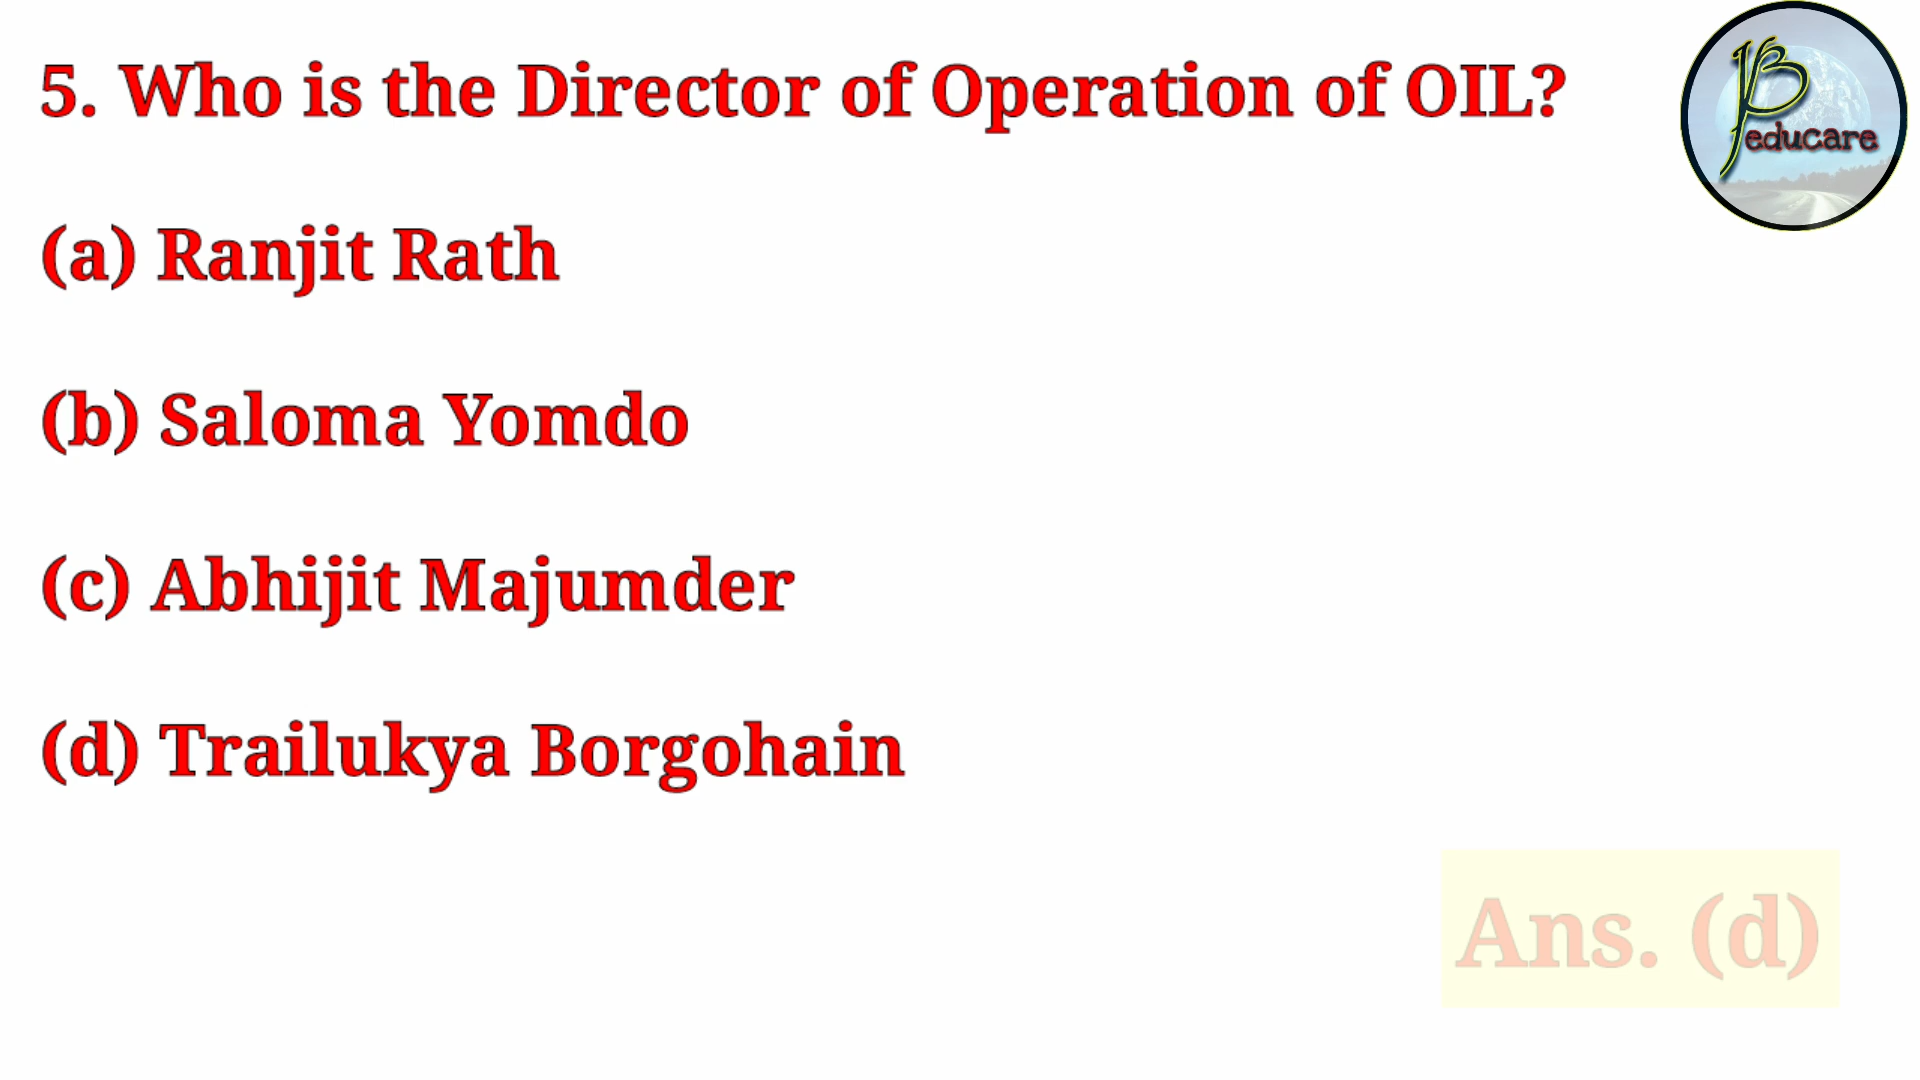 5. Who is the Director of Operation of OIL?
JB
educare
(a) Ranjit Rath
(b) Saloma Yomdo
(c) Abhijit Majumder
(d) Trailukya Borgohain
Ans. (d)